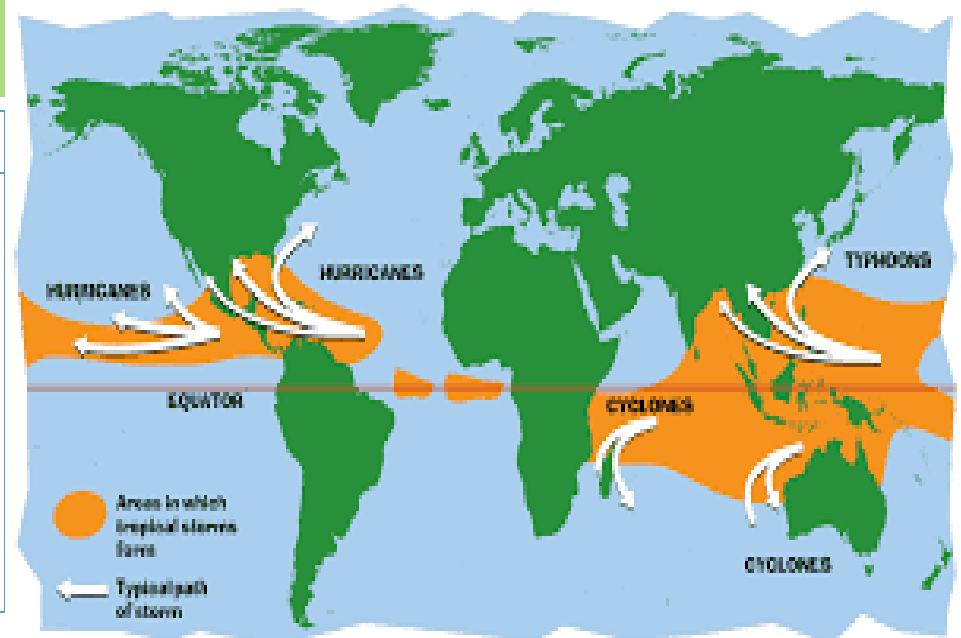 HURRICANES
HURRICANES
TYPHOONS
EQUATOR
CYCLONES
Areas in which
tropical storms
form
Typical path
of storm
CYCLONES